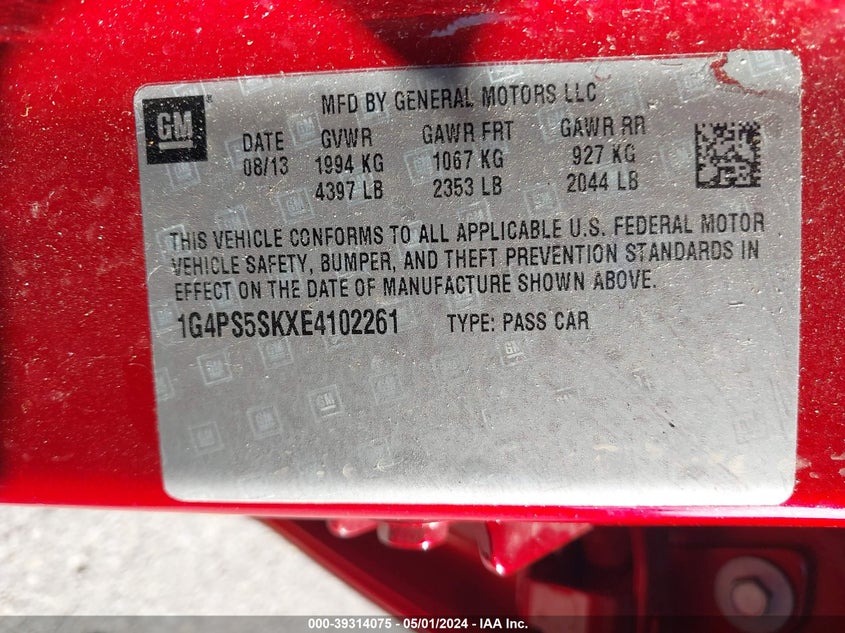 GM®
MFD BY GENERAL MOTORS LLC
DATE GVWR GAWR FRT GAWR RR
08/13 1994 KG 1067 KG 927 KG
4397 LB 2353 LB 2044 LB
THIS VEHICLE CONFORMS TO ALL APPLICABLE U.S. FEDERAL MOTOR
VEHICLE SAFETY, BUMPER, AND THEFT PREVENTION STANDARDS IN
EFFECT ON THE DATE OF MANUFACTURE SHOWN ABOVE.
1G4PS5SKXE4102261 TYPE: PASS CAR
000-39314075 - 05/01/2024 - IAA Inc.